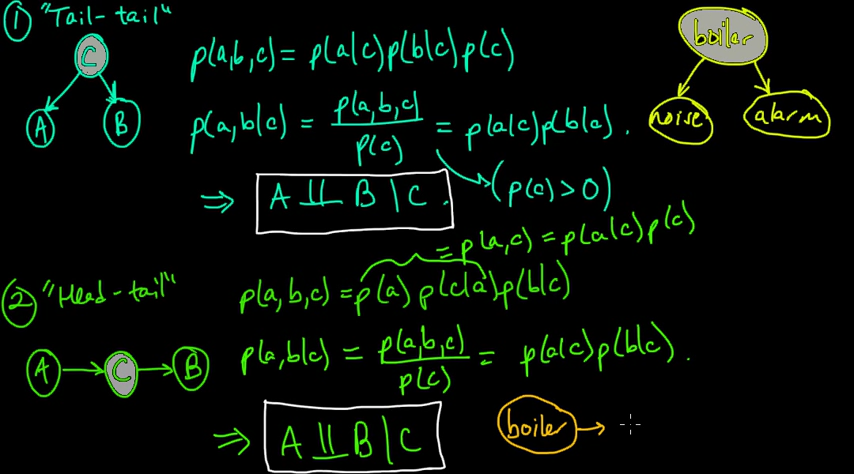 ① "Tail-tail"
C
A B
p(a,b,c) = p(a|c)p(b|c)p(c)
p(a,b|c) = p(a,b,c) / p(c) = p(a|c)p(b|c).
(p(c) > 0)
⇒ A ⫫ B | C.
boiler
noise alarm
② "Head-tail"
= p(a,c) = p(a|c)p(c)
p(a,b,c) = p(a)p(c|a)p(b|c)
A → C → B
p(a,b|c) = p(a,b,c) / p(c) = p(a|c)p(b|c).
⇒ A ⫫ B | C
boiler →